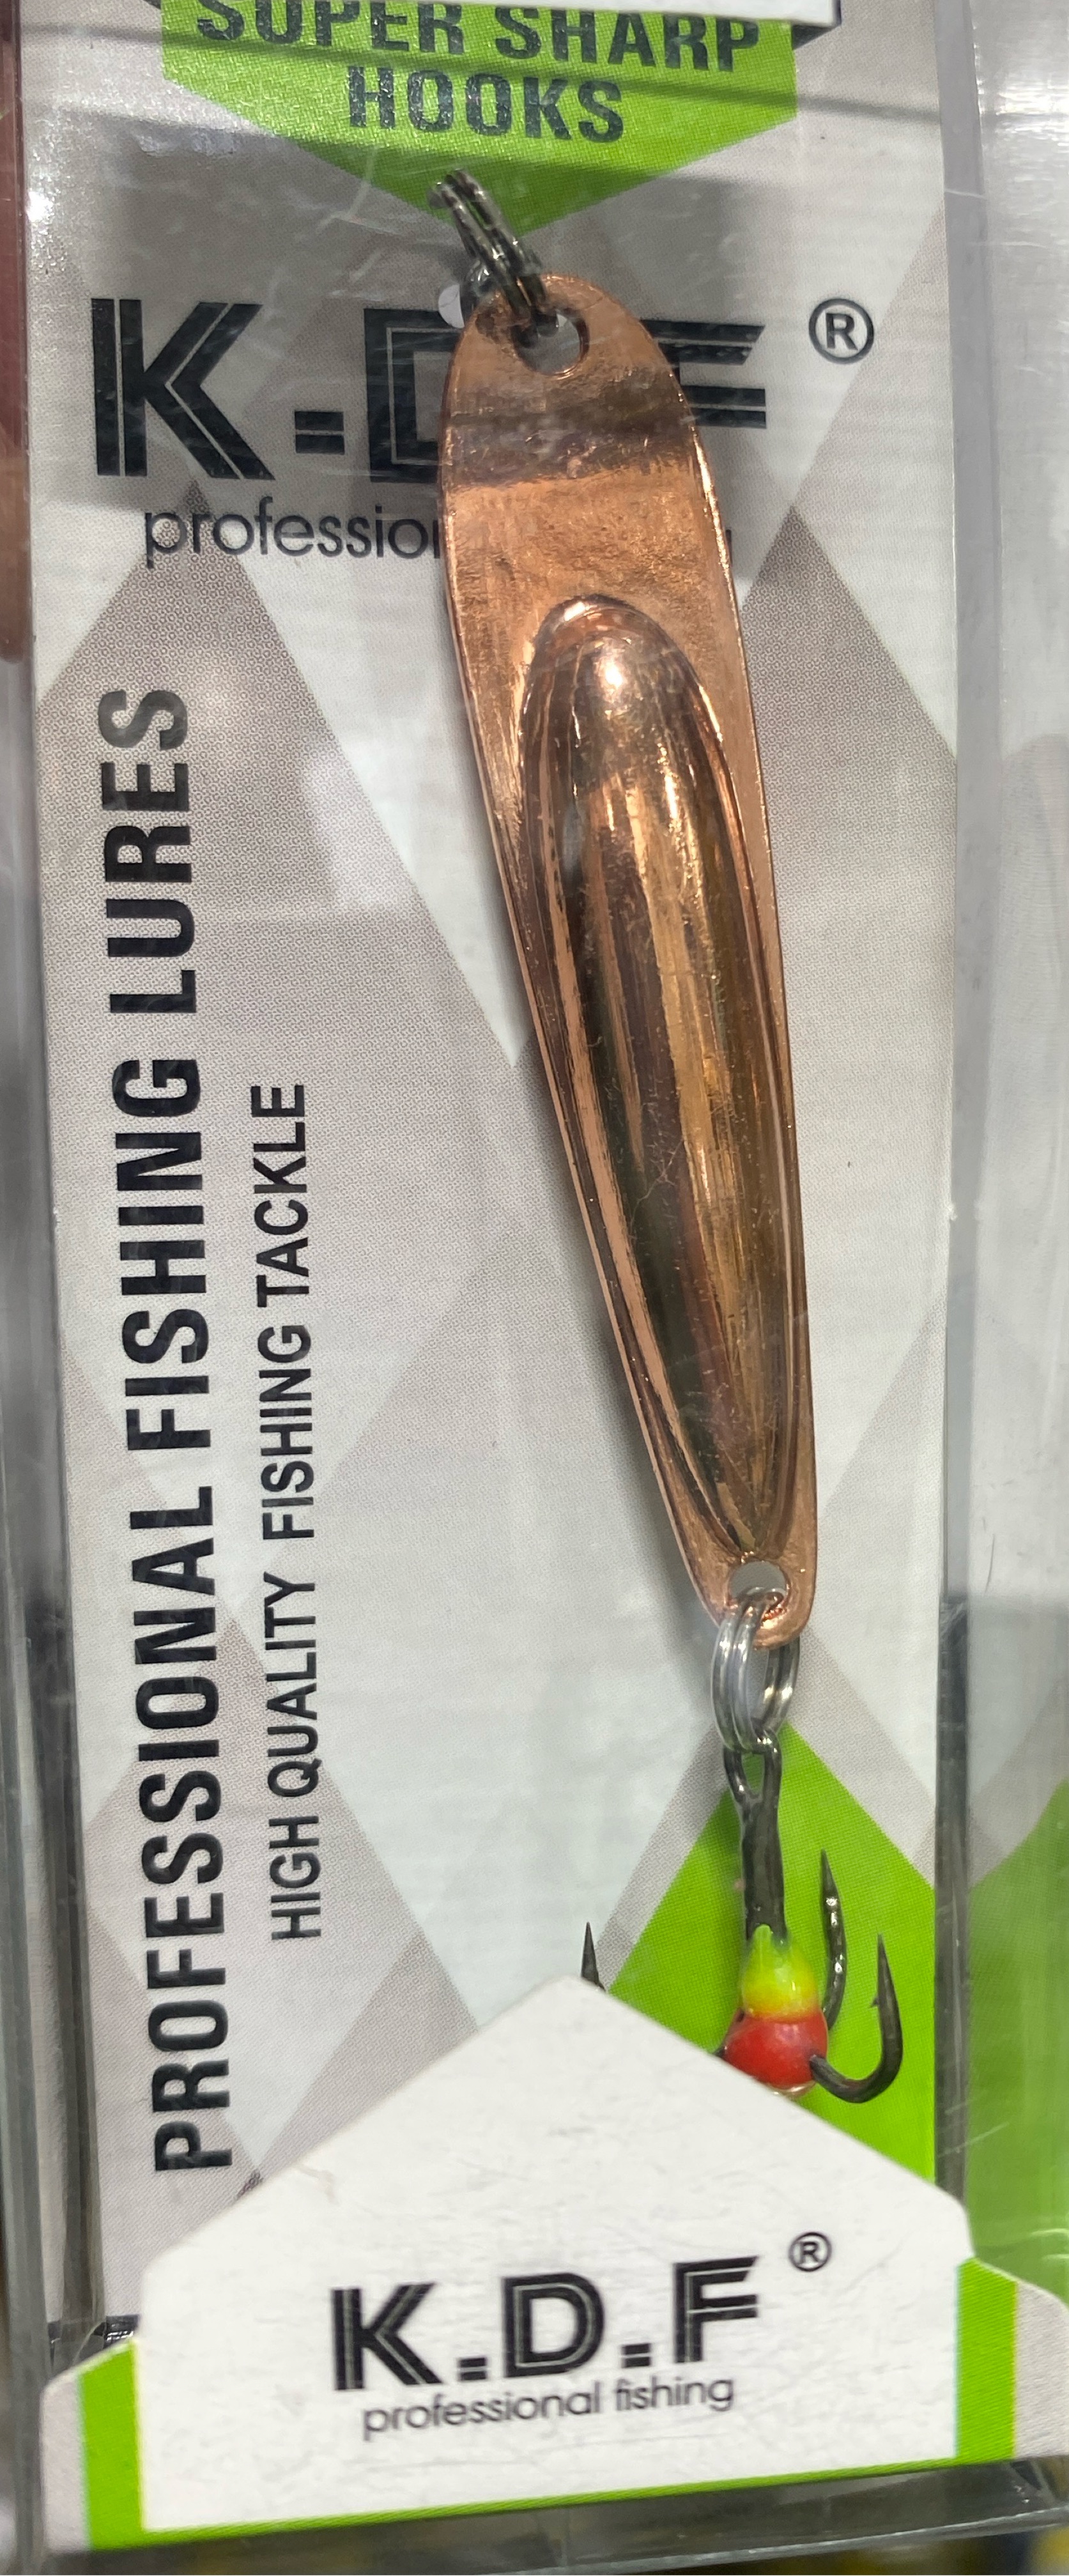 SUPER SHARP
HOOKS
K.D.F ®
PROFESSIONAL FISHING LURES
HIGH QUALITY FISHING TACKLE
K.D.F ®
professional fishing